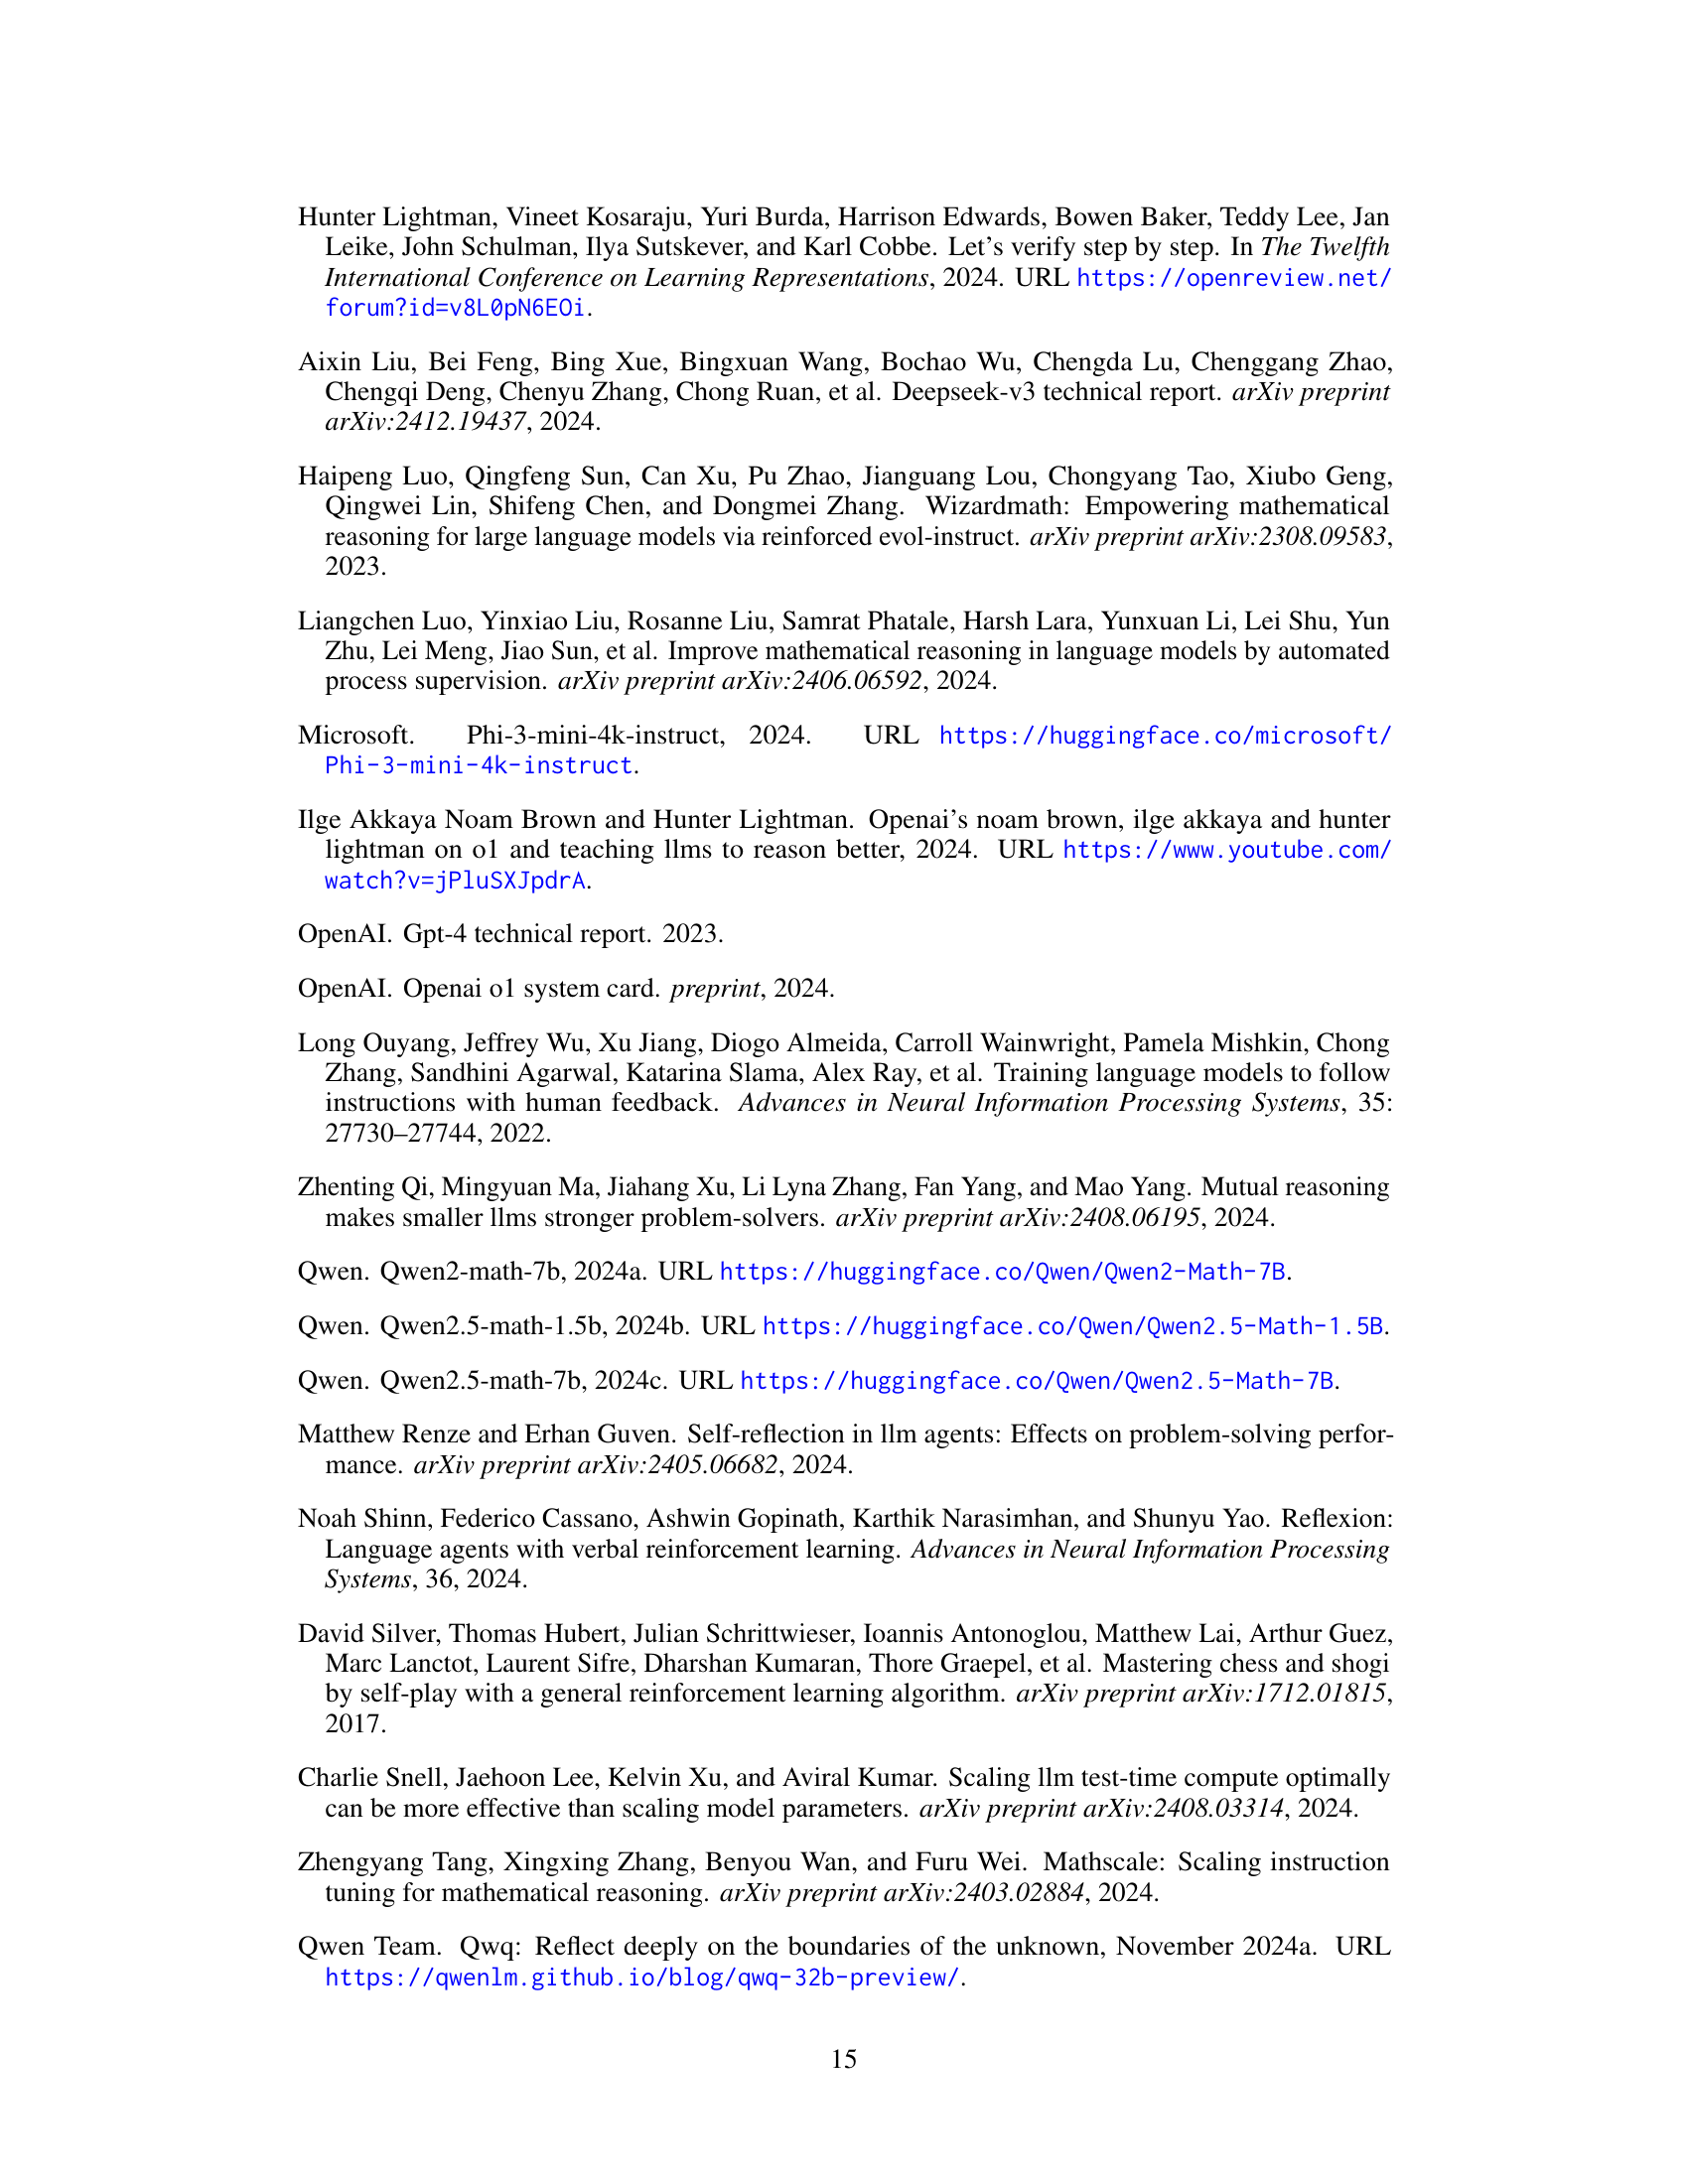 Hunter Lightman, Vineet Kosaraju, Yuri Burda, Harrison Edwards, Bowen Baker, Teddy Lee, Jan
Leike, John Schulman, Ilya Sutskever, and Karl Cobbe. Let's verify step by step. In The Twelfth
International Conference on Learning Representations, 2024. URL https://openreview.net/
forum?id=v8L0pN6EOi.
Aixin Liu, Bei Feng, Bing Xue, Bingxuan Wang, Bochao Wu, Chengda Lu, Chenggang Zhao,
Chengqi Deng, Chenyu Zhang, Chong Ruan, et al. Deepseek-v3 technical report. arXiv preprint
arXiv:2412.19437, 2024.
Haipeng Luo, Qingfeng Sun, Can Xu, Pu Zhao, Jianguang Lou, Chongyang Tao, Xiubo Geng,
Qingwei Lin, Shifeng Chen, and Dongmei Zhang. Wizardmath: Empowering mathematical
reasoning for large language models via reinforced evol-instruct. arXiv preprint arXiv:2308.09583,
2023.
Liangchen Luo, Yinxiao Liu, Rosanne Liu, Samrat Phatale, Harsh Lara, Yunxuan Li, Lei Shu, Yun
Zhu, Lei Meng, Jiao Sun, et al. Improve mathematical reasoning in language models by automated
process supervision. arXiv preprint arXiv:2406.06592, 2024.
Microsoft. Phi-3-mini-4k-instruct, 2024. URL https://huggingface.co/microsoft/
Phi-3-mini-4k-instruct.
Ilge Akkaya Noam Brown and Hunter Lightman. Openai's noam brown, ilge akkaya and hunter
lightman on o1 and teaching llms to reason better, 2024. URL https://www.youtube.com/
watch?v=jPluSXJpdrA.
OpenAI. Gpt-4 technical report. 2023.
OpenAI. Openai o1 system card. preprint, 2024.
Long Ouyang, Jeffrey Wu, Xu Jiang, Diogo Almeida, Carroll Wainwright, Pamela Mishkin, Chong
Zhang, Sandhini Agarwal, Katarina Slama, Alex Ray, et al. Training language models to follow
instructions with human feedback. Advances in Neural Information Processing Systems, 35:
27730–27744, 2022.
Zhenting Qi, Mingyuan Ma, Jiahang Xu, Li Lyna Zhang, Fan Yang, and Mao Yang. Mutual reasoning
makes smaller llms stronger problem-solvers. arXiv preprint arXiv:2408.06195, 2024.
Qwen. Qwen2-math-7b, 2024a. URL https://huggingface.co/Qwen/Qwen2-Math-7B.
Qwen. Qwen2.5-math-1.5b, 2024b. URL https://huggingface.co/Qwen/Qwen2.5-Math-1.5B.
Qwen. Qwen2.5-math-7b, 2024c. URL https://huggingface.co/Qwen/Qwen2.5-Math-7B.
Matthew Renze and Erhan Guven. Self-reflection in llm agents: Effects on problem-solving perfor-
mance. arXiv preprint arXiv:2405.06682, 2024.
Noah Shinn, Federico Cassano, Ashwin Gopinath, Karthik Narasimhan, and Shunyu Yao. Reflexion:
Language agents with verbal reinforcement learning. Advances in Neural Information Processing
Systems, 36, 2024.
David Silver, Thomas Hubert, Julian Schrittwieser, Ioannis Antonoglou, Matthew Lai, Arthur Guez,
Marc Lanctot, Laurent Sifre, Dharshan Kumaran, Thore Graepel, et al. Mastering chess and shogi
by self-play with a general reinforcement learning algorithm. arXiv preprint arXiv:1712.01815,
2017.
Charlie Snell, Jaehoon Lee, Kelvin Xu, and Aviral Kumar. Scaling llm test-time compute optimally
can be more effective than scaling model parameters. arXiv preprint arXiv:2408.03314, 2024.
Zhengyang Tang, Xingxing Zhang, Benyou Wan, and Furu Wei. Mathscale: Scaling instruction
tuning for mathematical reasoning. arXiv preprint arXiv:2403.02884, 2024.
Qwen Team. Qwq: Reflect deeply on the boundaries of the unknown, November 2024a. URL
https://qwenlm.github.io/blog/qwq-32b-preview/.
15